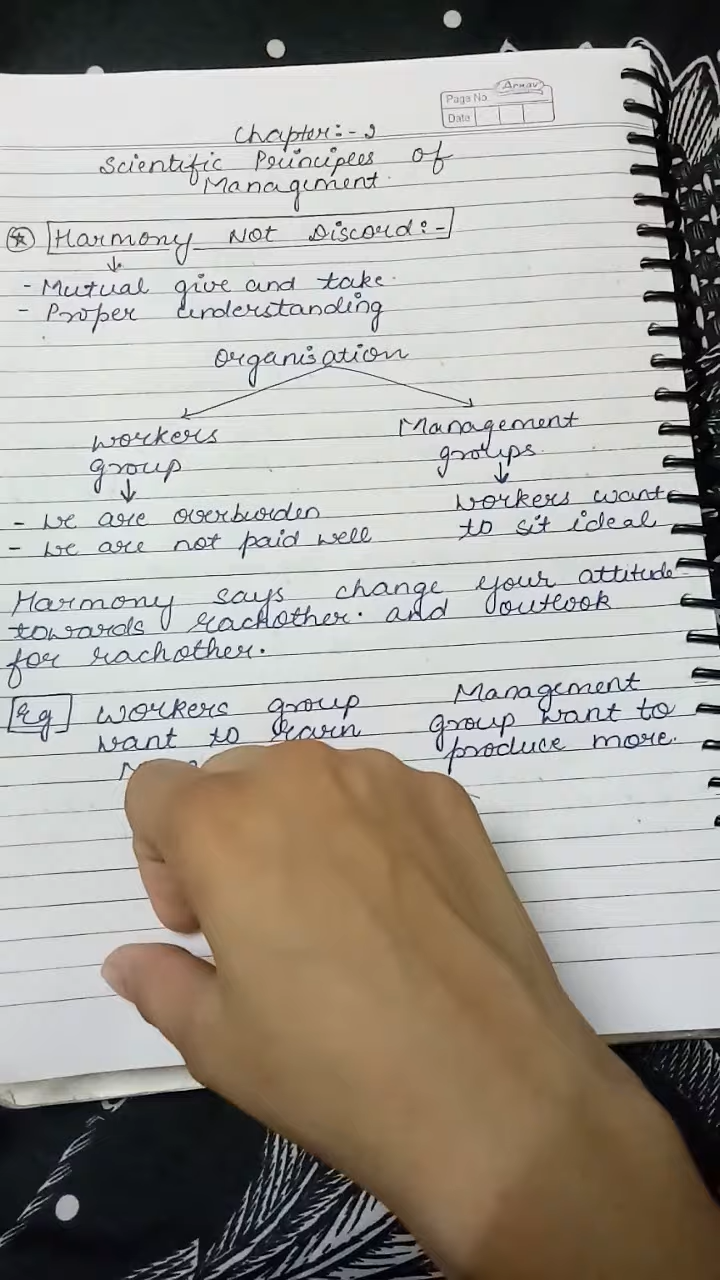 Arnav
Page No.
Date
Chapter:- 2
Scientific Principles of
Management.
Harmony Not Discord:-
- Mutual give and take.
- Proper understanding
Organisation
Workers
group
Management
groups.
- We are overburden
- We are not paid well
Workers want
to sit ideal
Harmony says change your attitude
towards eachother. and outlook
for eachother.
Eg Workers group
want to earn
Management
group want to
produce more.